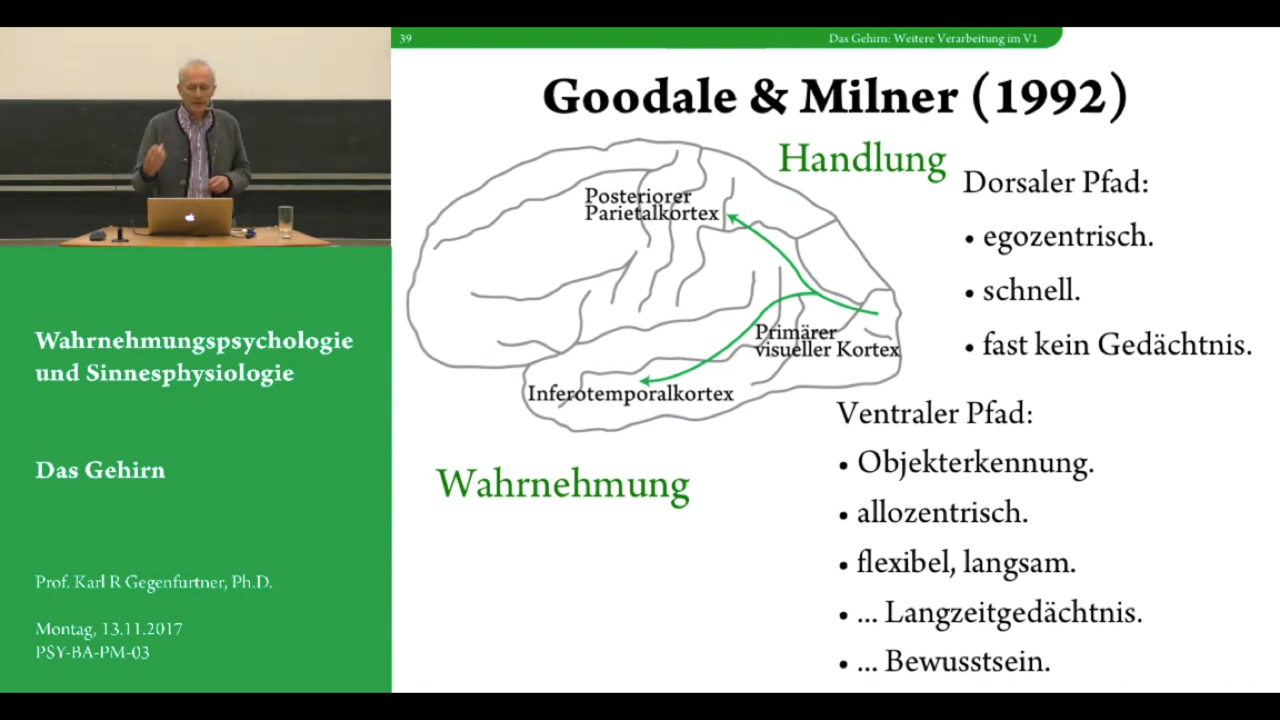 39
Das Gehirn: Weitere Verarbeitung im V1
Goodale & Milner (1992)
Handlung
Posteriorer
Parietalkortex
Primärer
visueller Kortex
Inferotemporalkortex
Wahrnehmung
Dorsaler Pfad:
• egozentrisch.
• schnell.
• fast kein Gedächtnis.
Ventraler Pfad:
• Objekterkennung.
• allozentrisch.
• flexibel, langsam.
• ... Langzeitgedächtnis.
• ... Bewusstsein.
Wahrnehmungspsychologie
und Sinnesphysiologie
Das Gehirn
Prof. Karl R Gegenfurtner, Ph.D.
Montag, 13.11.2017
PSY-BA-PM-03